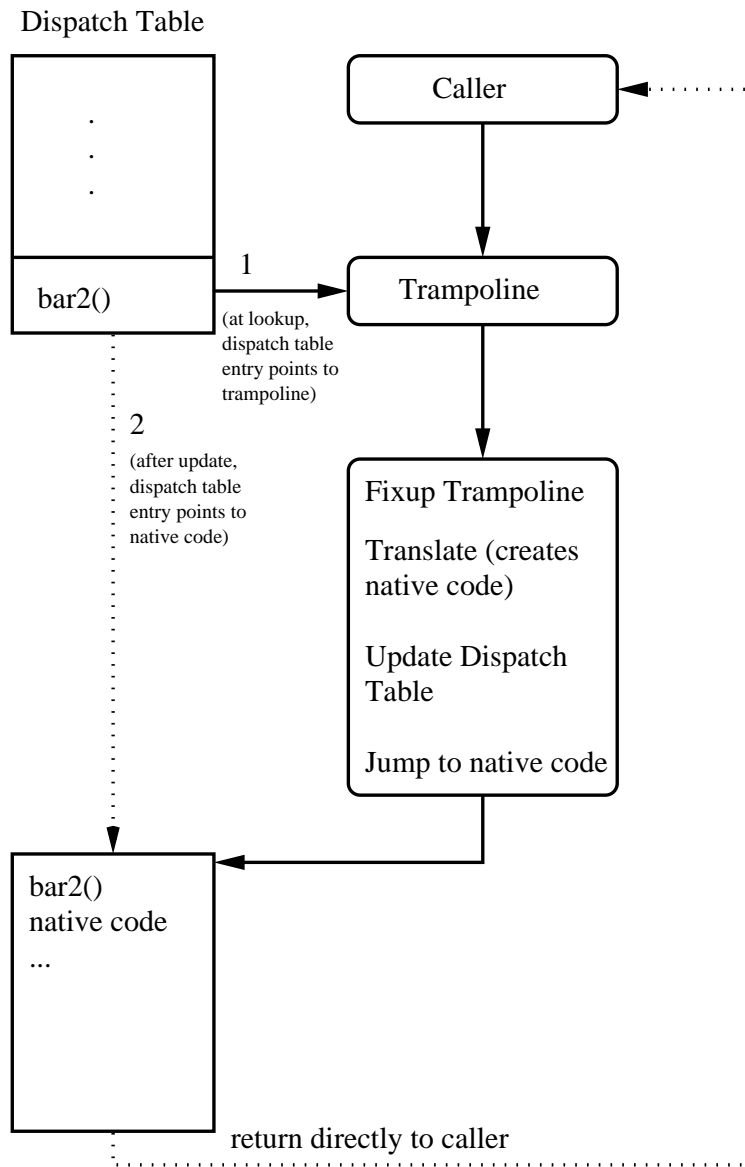 Dispatch Table
.
.
.
bar2()
Caller
1
(at lookup,
dispatch table
entry points to
trampoline)
Trampoline
2
(after update,
dispatch table
entry points to
native code)
Fixup Trampoline
Translate (creates
native code)
Update Dispatch
Table
Jump to native code
bar2()
native code
...
return directly to caller